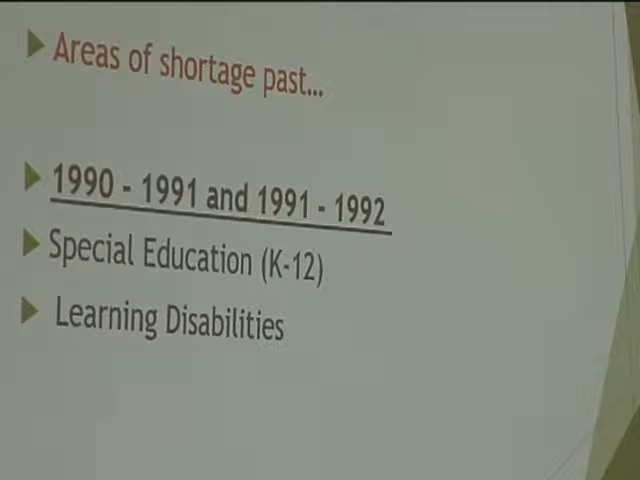 Areas of shortage past...
1990 - 1991 and 1991 - 1992
Special Education (K-12)
Learning Disabilities